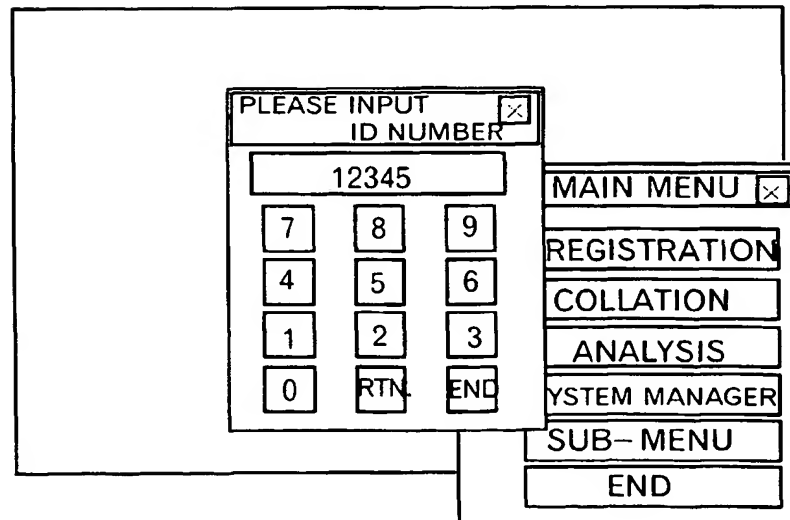 PLEASE INPUT
ID NUMBER
12345
7 8 9
4 5 6
1 2 3
0 RTN. END
MAIN MENU
REGISTRATION
COLLATION
ANALYSIS
YSTEM MANAGER
SUB-MENU
END